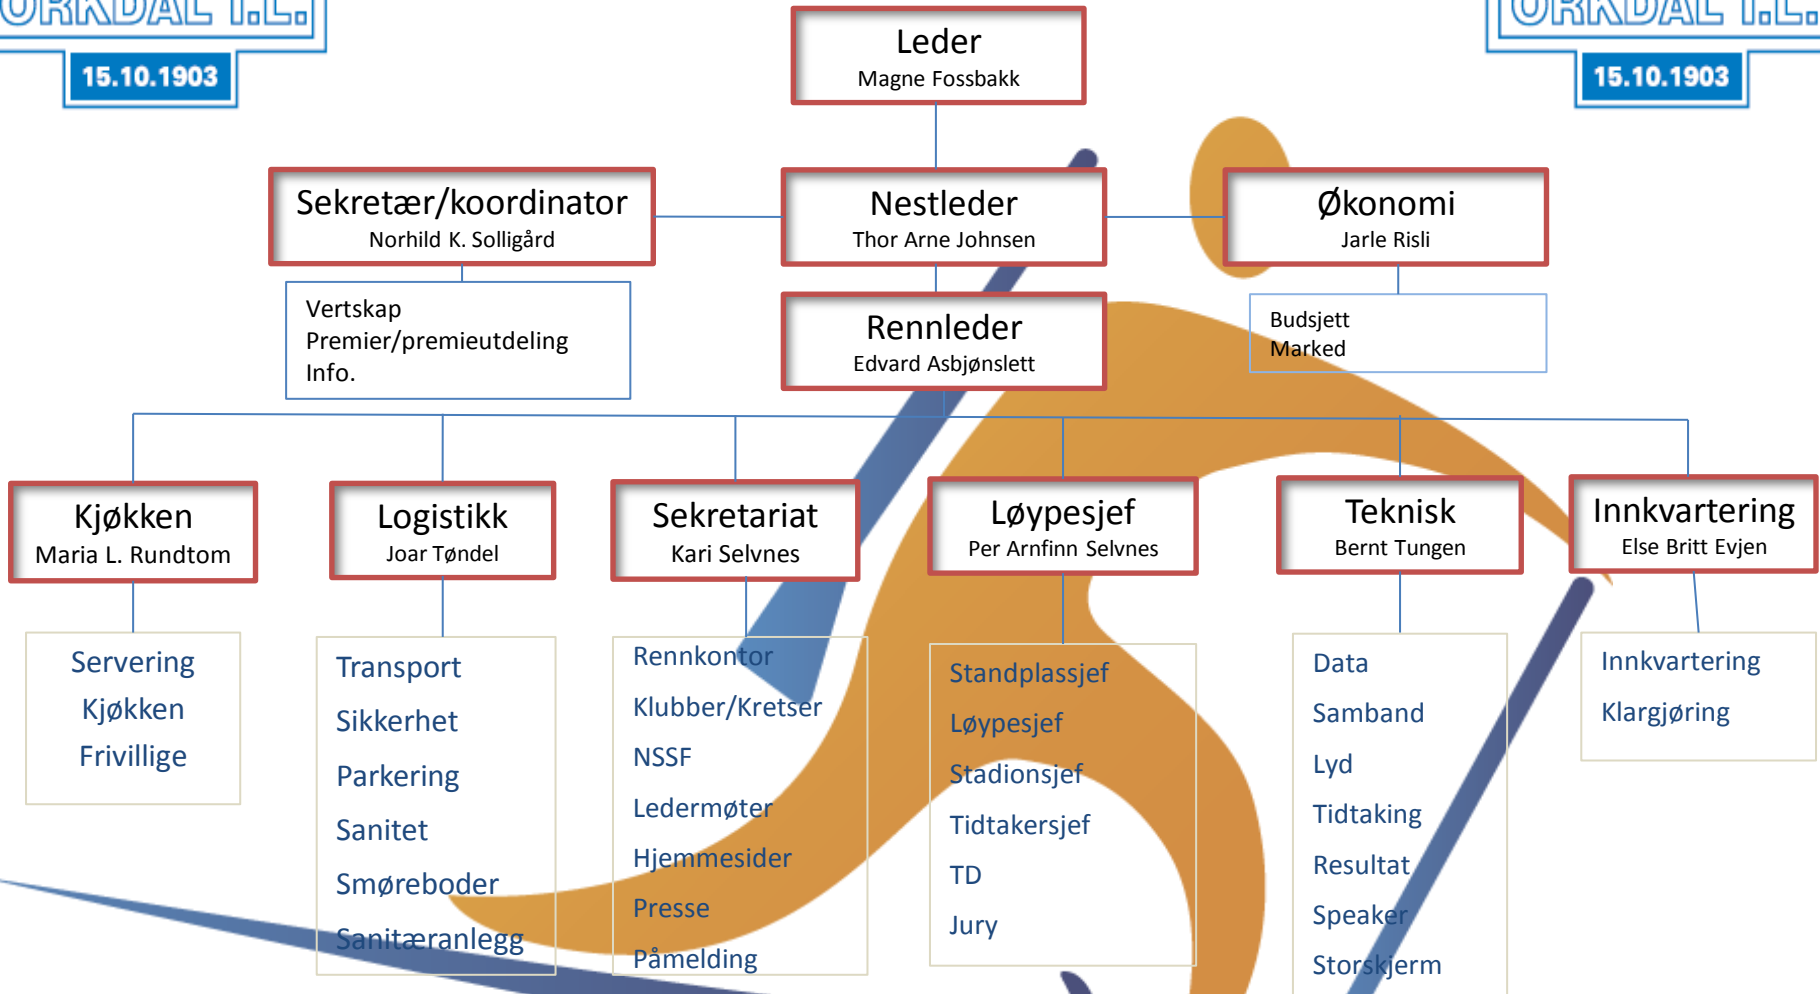 ORKDAL I.L.
15.10.1903
ORKDAL I.L.
15.10.1903
Leder
Magne Fossbakk
Sekretær/koordinator
Norhild K. Solligård
Nestleder
Thor Arne Johnsen
Økonomi
Jarle Risli
Vertskap
Premier/premieutdeling
Info.
Rennleder
Edvard Asbjønslett
Budsjett
Marked
Kjøkken
Maria L. Rundtom
Logistikk
Joar Tøndel
Sekretariat
Kari Selvnes
Løypesjef
Per Arnfinn Selvnes
Teknisk
Bernt Tungen
Innkvartering
Else Britt Evjen
Servering
Kjøkken
Frivillige
Transport
Sikkerhet
Parkering
Sanitet
Smøreboder
Sanitæranlegg
Rennkontor
Klubber/Kretser
NSSF
Ledermøter
Hjemmesider
Presse
Påmelding
Standplassjef
Løypesjef
Stadionsjef
Tidtakersjef
TD
Jury
Data
Samband
Lyd
Tidtaking
Resultat
Speaker
Storskjerm
Innkvartering
Klargjøring